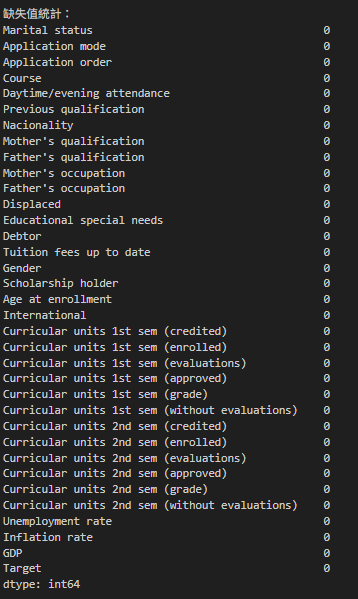 缺失值統計：
Marital status 0
Application mode 0
Application order 0
Course 0
Daytime/evening attendance 0
Previous qualification 0
Nacionality 0
Mother's qualification 0
Father's qualification 0
Mother's occupation 0
Father's occupation 0
Displaced 0
Educational special needs 0
Debtor 0
Tuition fees up to date 0
Gender 0
Scholarship holder 0
Age at enrollment 0
International 0
Curricular units 1st sem (credited) 0
Curricular units 1st sem (enrolled) 0
Curricular units 1st sem (evaluations) 0
Curricular units 1st sem (approved) 0
Curricular units 1st sem (grade) 0
Curricular units 1st sem (without evaluations) 0
Curricular units 2nd sem (credited) 0
Curricular units 2nd sem (enrolled) 0
Curricular units 2nd sem (evaluations) 0
Curricular units 2nd sem (approved) 0
Curricular units 2nd sem (grade) 0
Curricular units 2nd sem (without evaluations) 0
Unemployment rate 0
Inflation rate 0
GDP 0
Target 0
dtype: int64